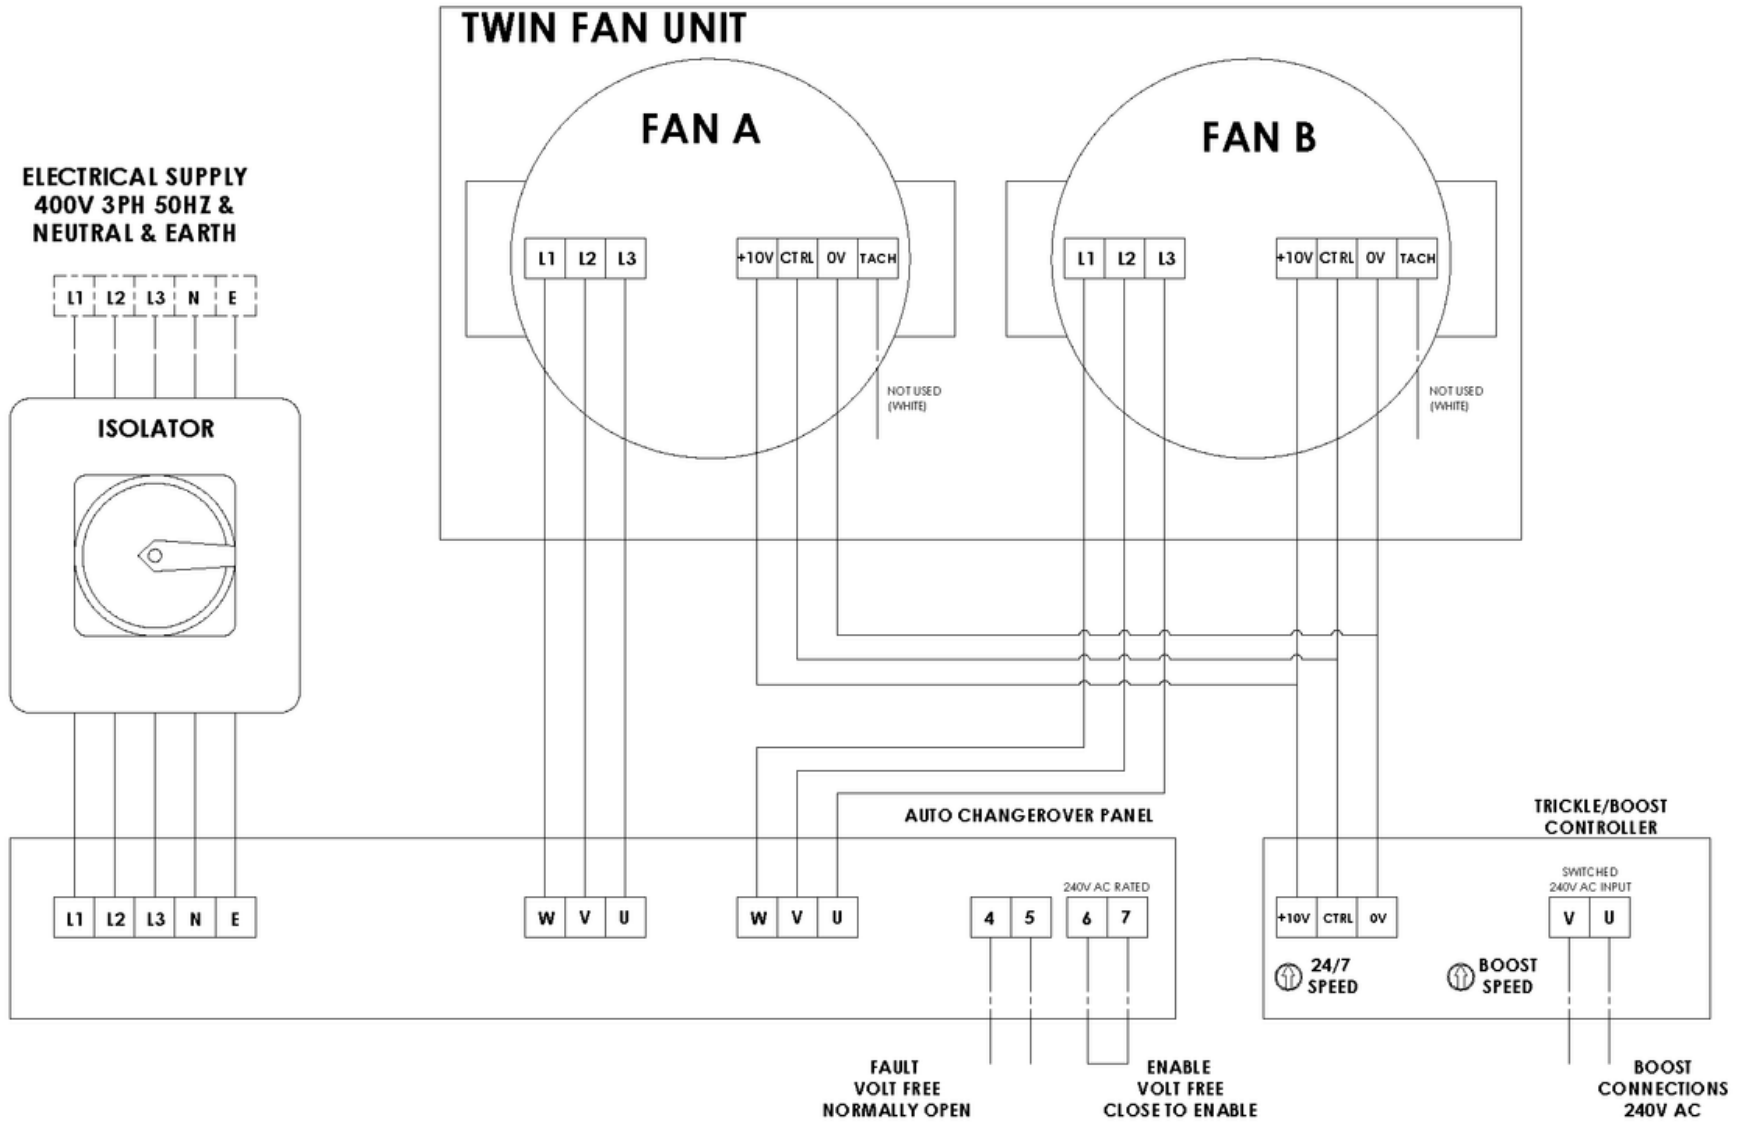 TWIN FAN UNIT
FAN A
FAN B
ELECTRICAL SUPPLY
400V 3PH 50HZ &
NEUTRAL & EARTH
L1 L2 L3 N E
L1 L2 L3
+10V CTRL 0V TACH
L1 L2 L3
+10V CTRL 0V TACH
NOT USED
(WHITE)
NOT USED
(WHITE)
ISOLATOR
AUTO CHANGEROVER PANEL
TRICKLE/BOOST
CONTROLLER
L1 L2 L3 N E
W V U
W V U
4 5
240V AC RATED
6 7
+10V CTRL 0V
SWITCHED
240V AC INPUT
V U
24/7
SPEED
BOOST
SPEED
FAULT
VOLT FREE
NORMALLY OPEN
ENABLE
VOLT FREE
CLOSE TO ENABLE
BOOST
CONNECTIONS
240V AC